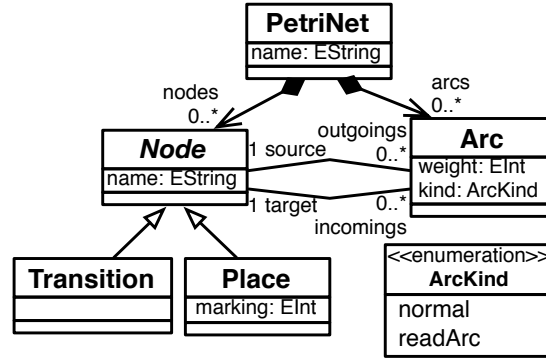 PetriNet
name: EString
nodes
0..*
arcs
0..*
Node
name: EString
1 source
outgoings
0..*
1 target
0..*
incomings
Arc
weight: EInt
kind: ArcKind
Transition
Place
marking: EInt
<<enumeration>>
ArcKind
normal
readArc